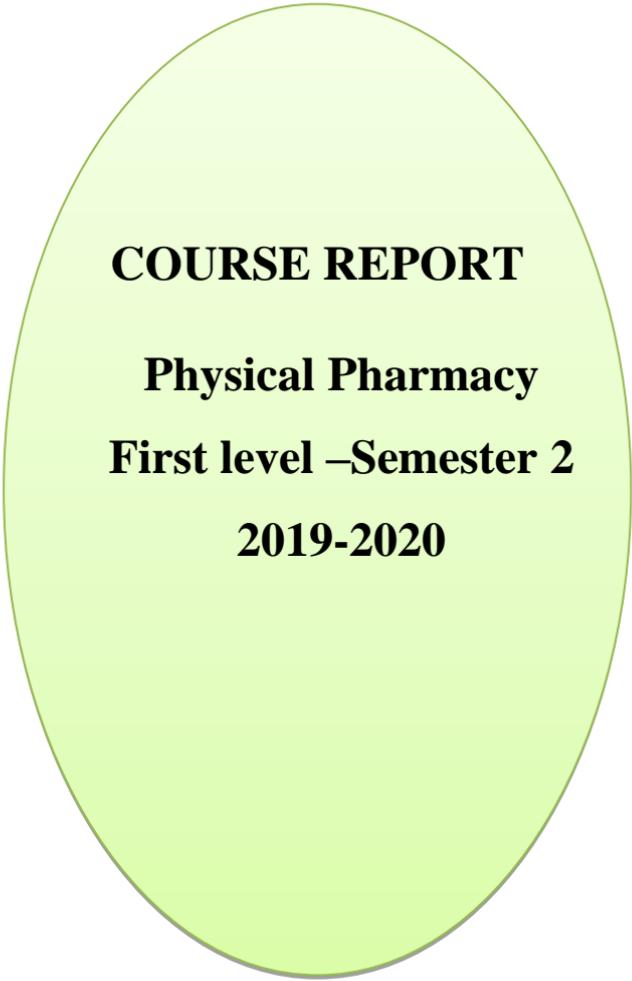 COURSE REPORT
Physical Pharmacy
First level –Semester 2
2019-2020